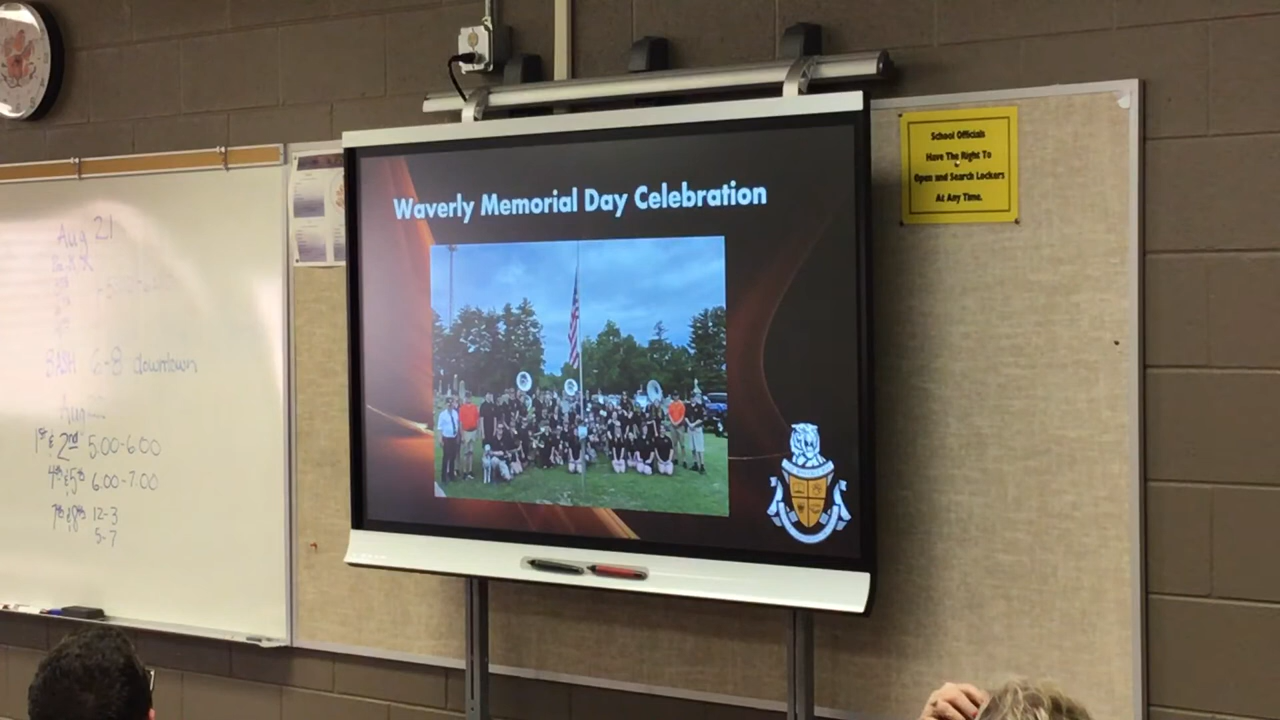 Aug 21
BASH 6-8 downtown
Aug
1st & 2nd 5:00-6:00
4th & 5th 6:00-7:00
7th & 8th 12-3
5-7
Waverly Memorial Day Celebration
School Officials
Have The Right To
Open and Search Lockers
At Any Time.